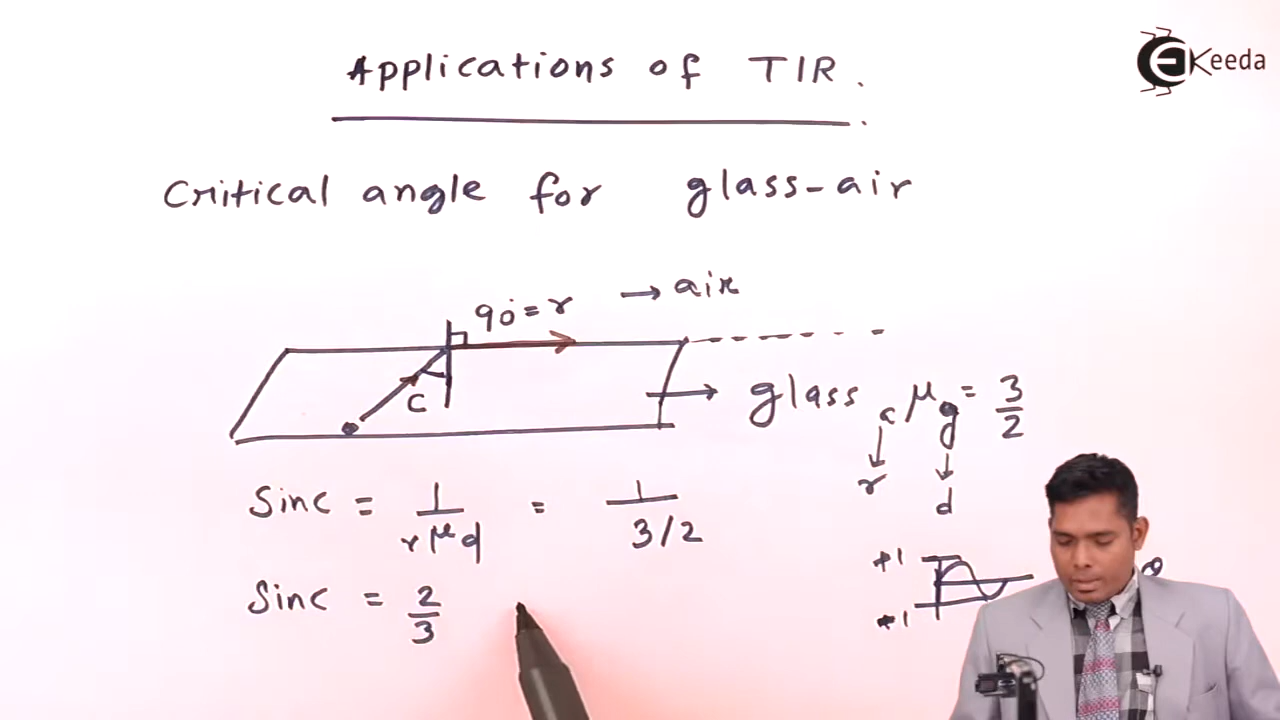 Applications of TIR.
EKeeda
Critical angle for glass-air
90° = r → air
C
→ glass aμg = 3/2
r
d
Sinc = 1/rμd = 1/3/2
+1
Sinc = 2/3
-1